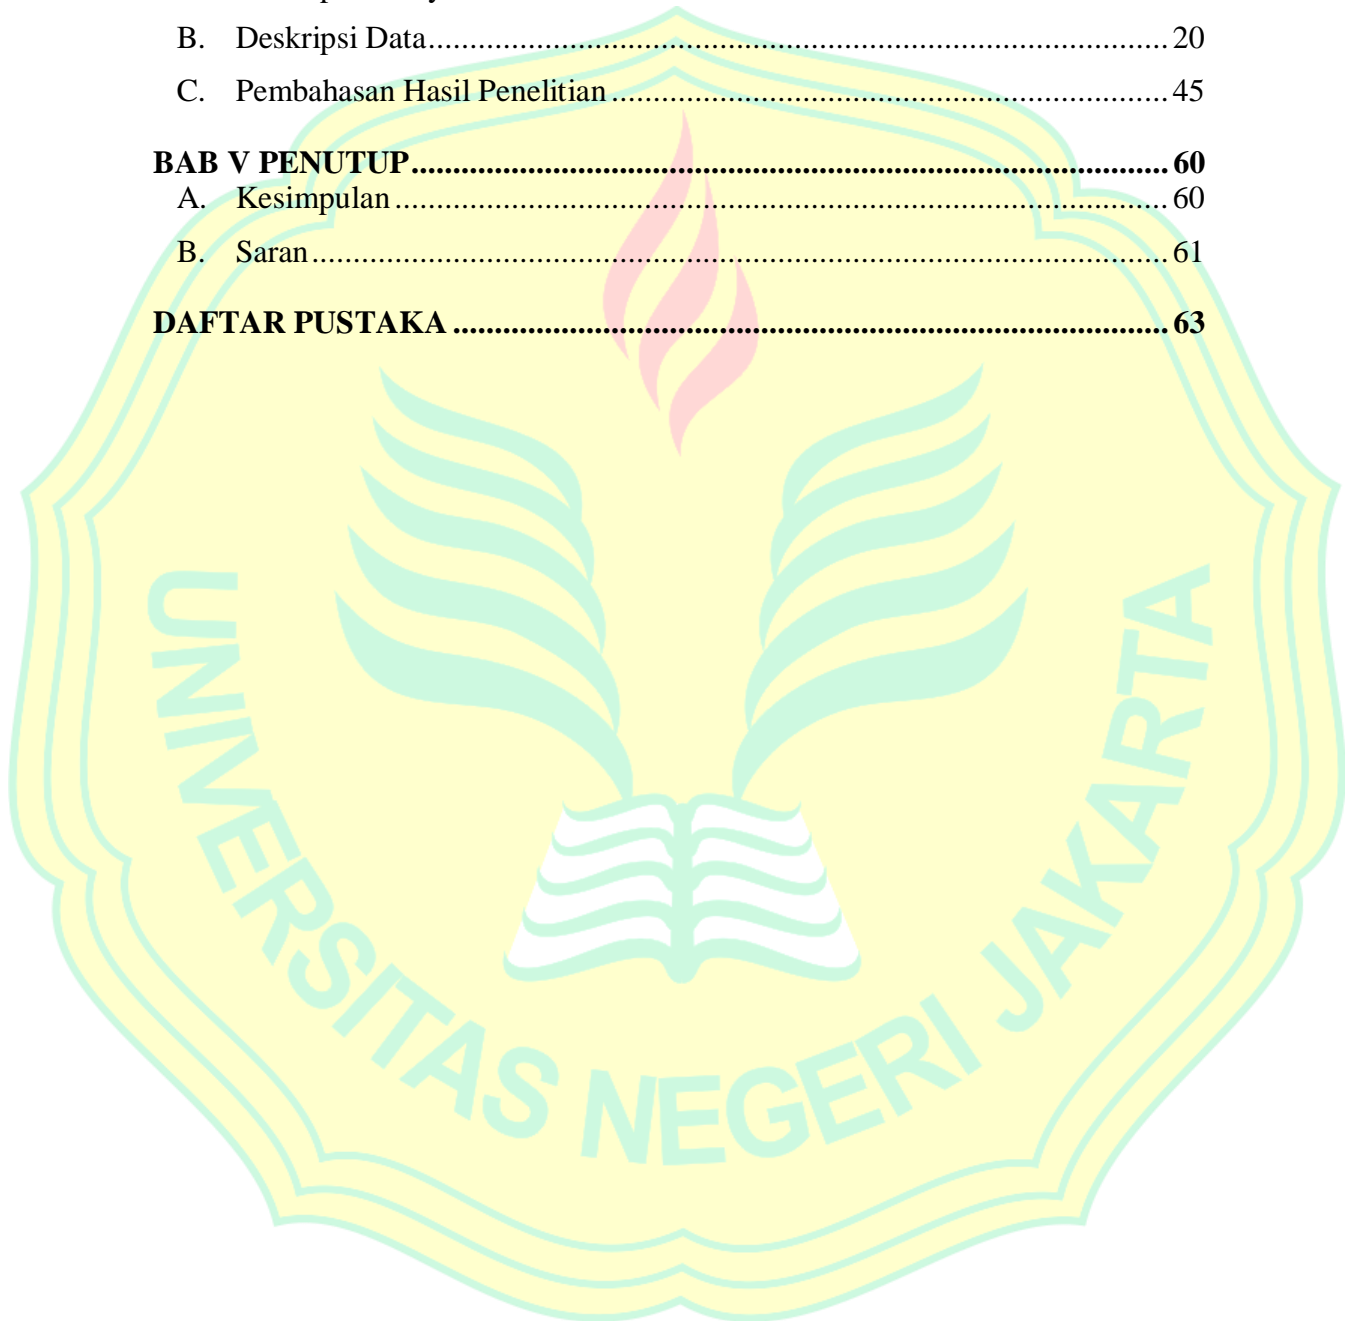 B. Deskripsi Data.......................................................................................... 20
C. Pembahasan Hasil Penelitian.................................................................... 45
BAB V PENUTUP............................................................................................ 60
A. Kesimpulan.............................................................................................. 60
B. Saran........................................................................................................ 61
DAFTAR PUSTAKA....................................................................................... 63
UNIVERSITAS NEGERI JAKARTA